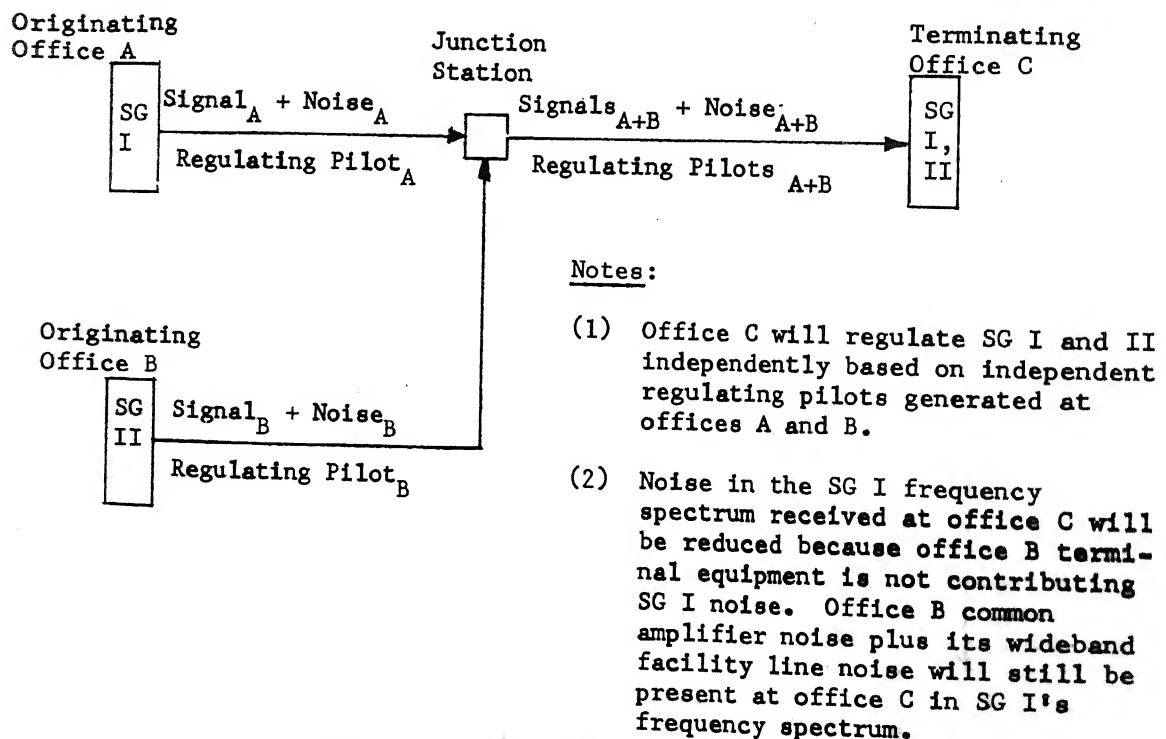 Originating
Office A
SG
I
Signal_A + Noise_A
Regulating Pilot_A
Junction
Station
Signals_A+B + Noise_A+B
Regulating Pilots _A+B
Terminating
Office C
SG
I,
II
Originating
Office B
SG
II
Signal_B + Noise_B
Regulating Pilot_B
Notes:
(1) Office C will regulate SG I and II
independently based on independent
regulating pilots generated at
offices A and B.
(2) Noise in the SG I frequency
spectrum received at office C will
be reduced because office B termi-
nal equipment is not contributing
SG I noise. Office B common
amplifier noise plus its wideband
facility line noise will still be
present at office C in SG I's
frequency spectrum.